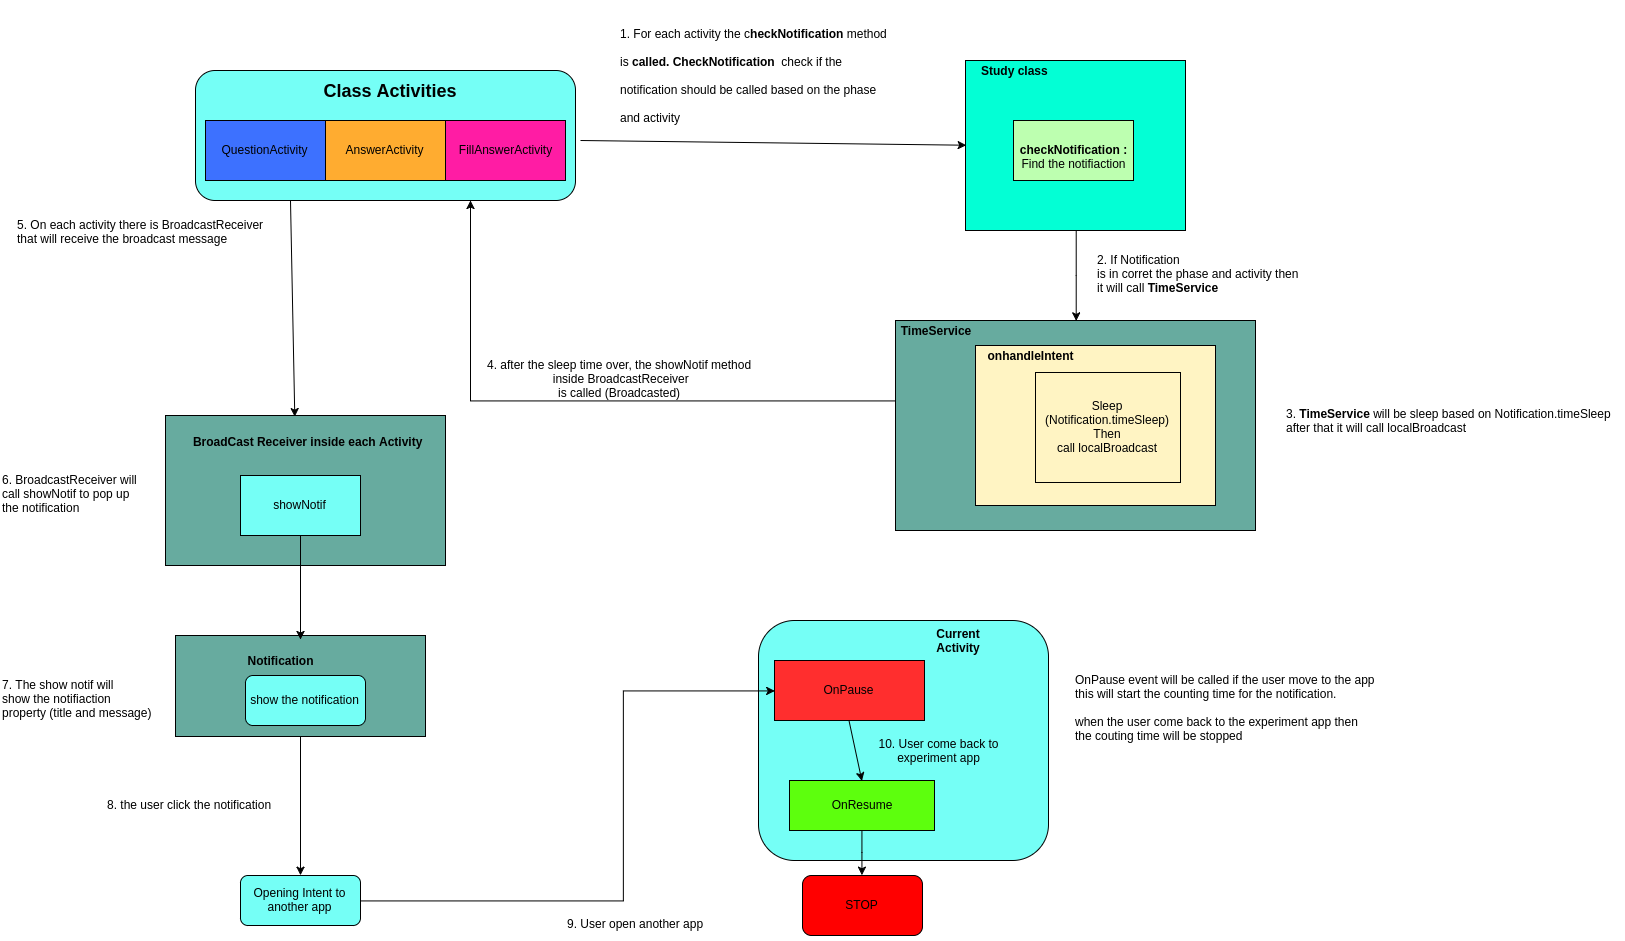 1. For each activity the checkNotification method
is called. CheckNotification check if the
notification should be called based on the phase
and activity
Class Activities
QuestionActivity
AnswerActivity
FillAnswerActivity
Study class
checkNotification :
Find the notifiaction
5. On each activity there is BroadcastReceiver
that will receive the broadcast message
2. If Notification
is in corret the phase and activity then
it will call TimeService
TimeService
onhandleIntent
Sleep
(Notification.timeSleep)
Then
call localBroadcast
4. after the sleep time over, the showNotif method
inside BroadcastReceiver
is called (Broadcasted)
3. TimeService will be sleep based on Notification.timeSleep
after that it will call localBroadcast
BroadCast Receiver inside each Activity
showNotif
6. BroadcastReceiver will
call showNotif to pop up
the notification
Notification
show the notification
7. The show notif will
show the notifiaction
property (title and message)
8. the user click the notification
Opening Intent to
another app
9. User open another app
Current
Activity
OnPause
10. User come back to
experiment app
OnResume
STOP
OnPause event will be called if the user move to the app
this will start the counting time for the notification.
when the user come back to the experiment app then
the couting time will be stopped